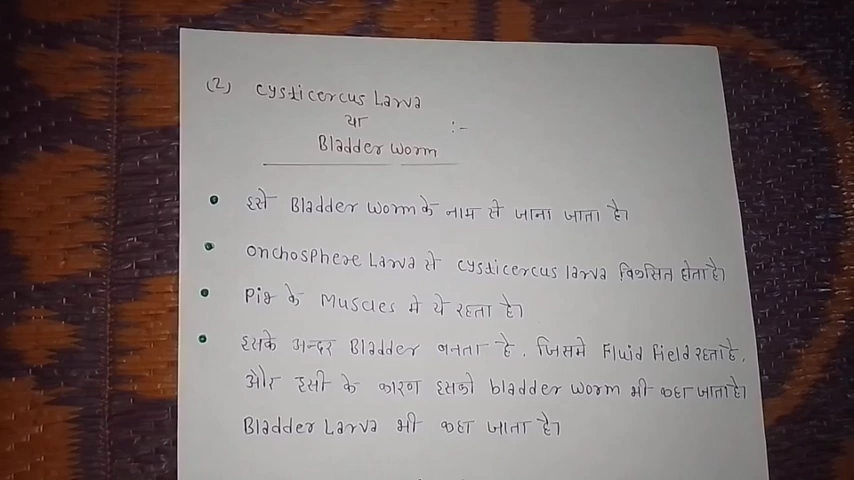 (2) Cysticercus Larva
या :-
Bladder Worm
इसे Bladder Worm के नाम से जाना जाता है।
Onchosphere Larva से Cysticercus larva विकसित होता है।
Pig के Muscles मे ये रहता है।
इसके अन्दर Bladder बनता है, जिसमे Fluid Field रहता है,
और इसी के कारण इसको bladder worm भी कहा जाता है।
Bladder Larva भी कहा जाता है।